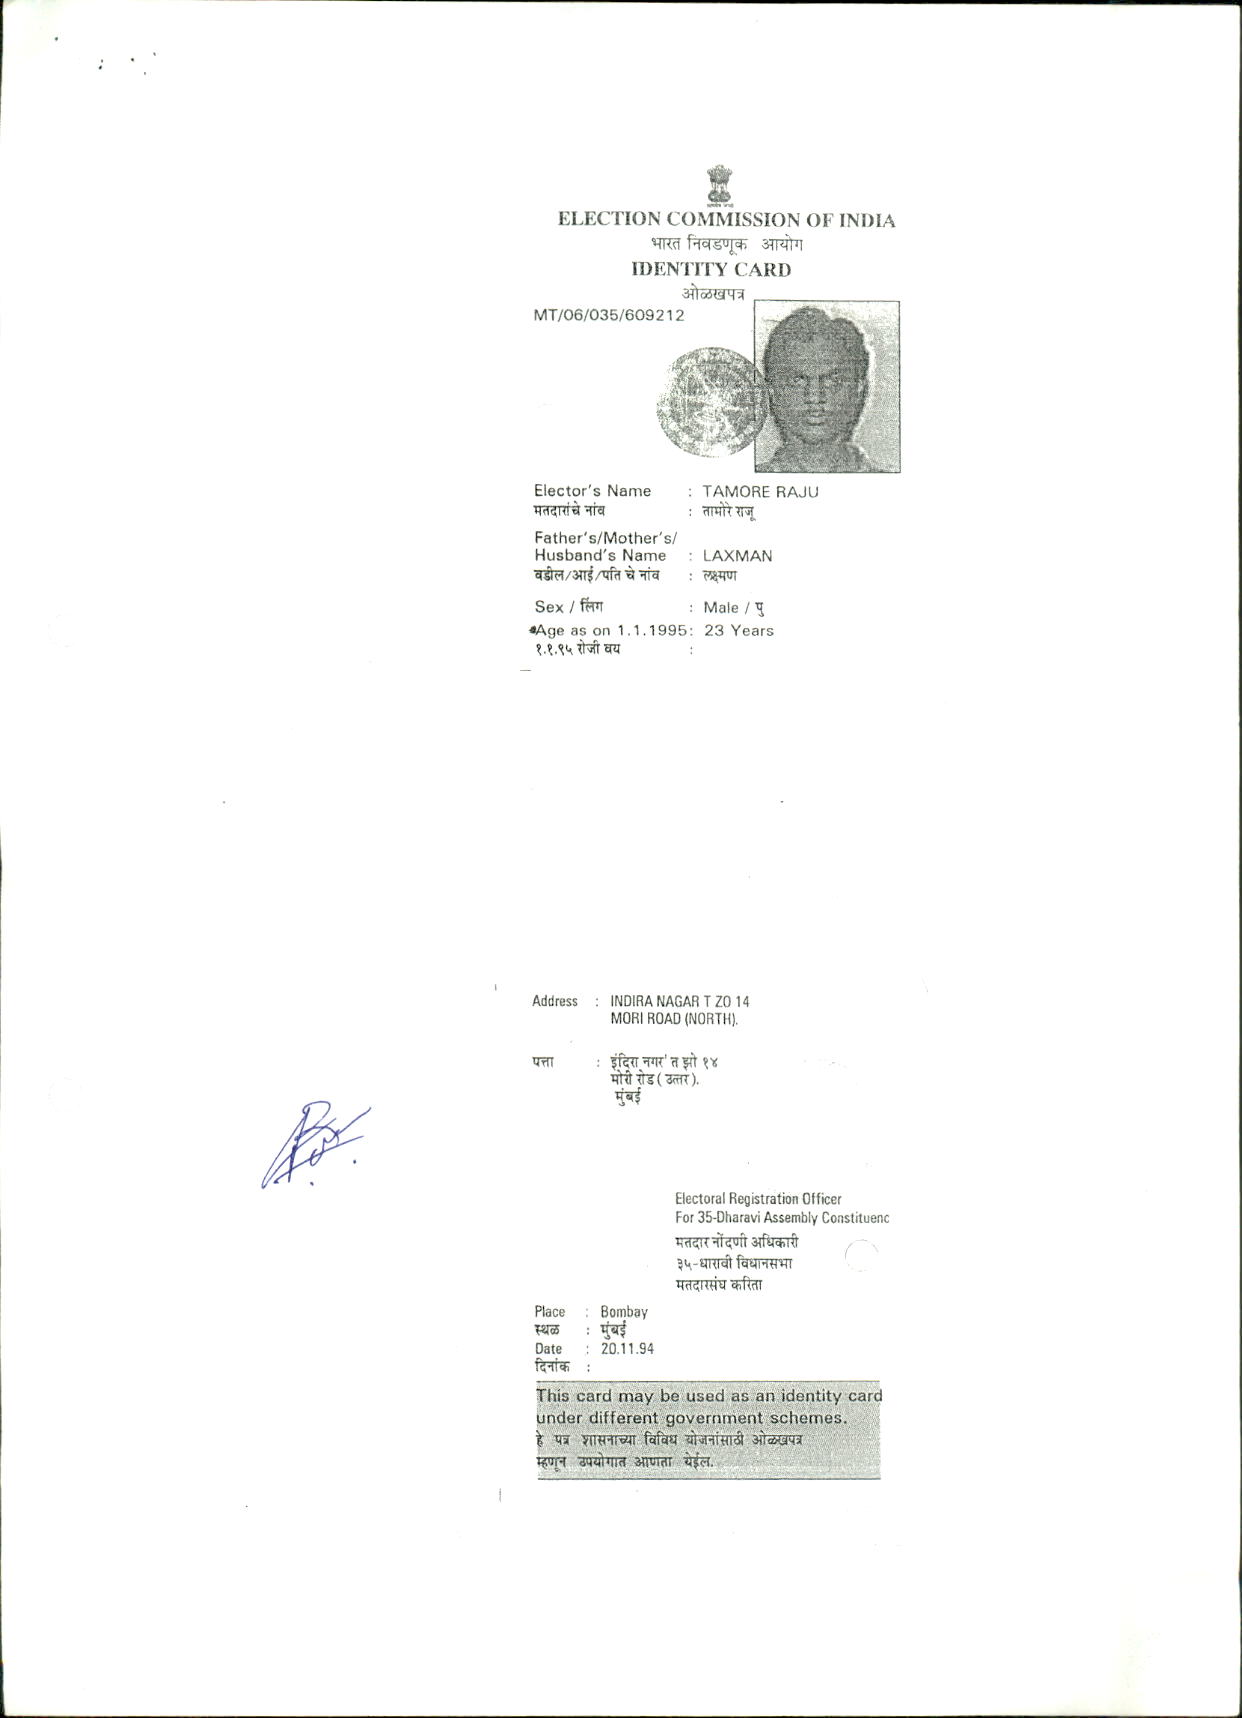 ELECTION COMMISSION OF INDIA
भारत निवडणूक आयोग
IDENTITY CARD
ओळखपत्र
MT/06/035/609212
Elector's Name : TAMORE RAJU
मतदारांचे नांव : तामोरे राजू
Father's/Mother's/
Husband's Name : LAXMAN
वडील/आई/पति चे नांव : लक्ष्मण
Sex / लिंग : Male / पु
Age as on 1.1.1995: 23 Years
१.१.९५ रोजी वय :
Address : INDIRA NAGAR T ZO 14
MORI ROAD (NORTH).
पत्ता : इंदिरा नगर' त झो १४
मोरी रोड ( उत्तर ).
मुंबई
Electoral Registration Officer
For 35-Dharavi Assembly Constituenc
मतदार नोंदणी अधिकारी
३५-धारावी विधानसभा
मतदारसंघ करिता
Place : Bombay
स्थळ : मुंबई
Date : 20.11.94
दिनांक :
This card may be used as an identity card
under different government schemes.
हे पत्र शासनाच्या विविध योजनांसाठी ओळखपत्र
म्हणून उपयोगात आणता येईल.